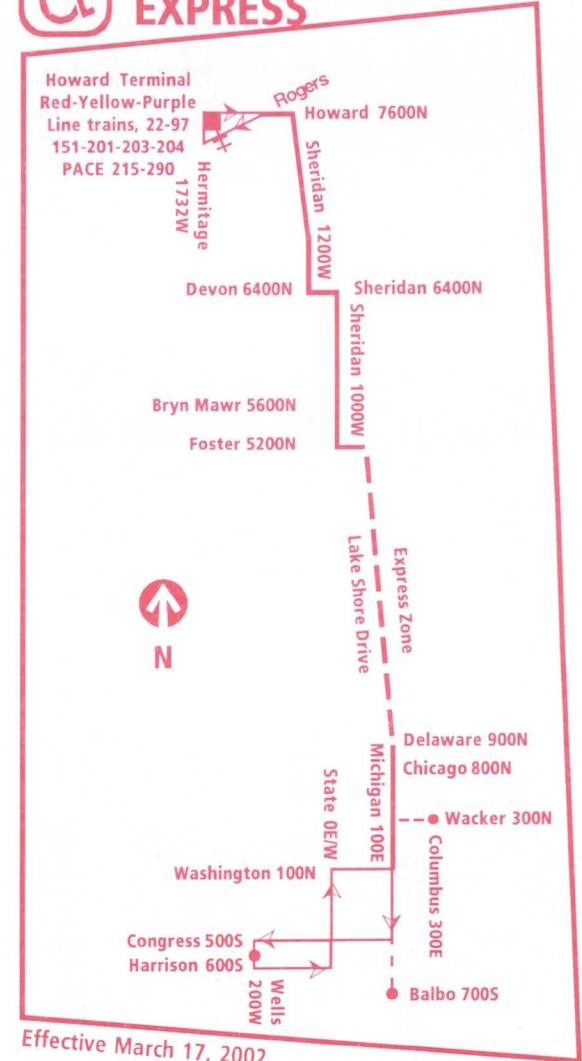 EXPRESS
Howard Terminal
Red-Yellow-Purple
Line trains, 22-97
151-201-203-204
PACE 215-290
Rogers
Howard 7600N
Hermitage
1732W
Sheridan 1200W
Devon 6400N
Sheridan 6400N
Sheridan 1000W
Bryn Mawr 5600N
Foster 5200N
Express Zone
Lake Shore Drive
N
Delaware 900N
Chicago 800N
Michigan 100E
State 0E/W
Wacker 300N
Columbus 300E
Washington 100N
Congress 500S
Harrison 600S
Wells
200W
Balbo 700S
Effective March 17, 2002